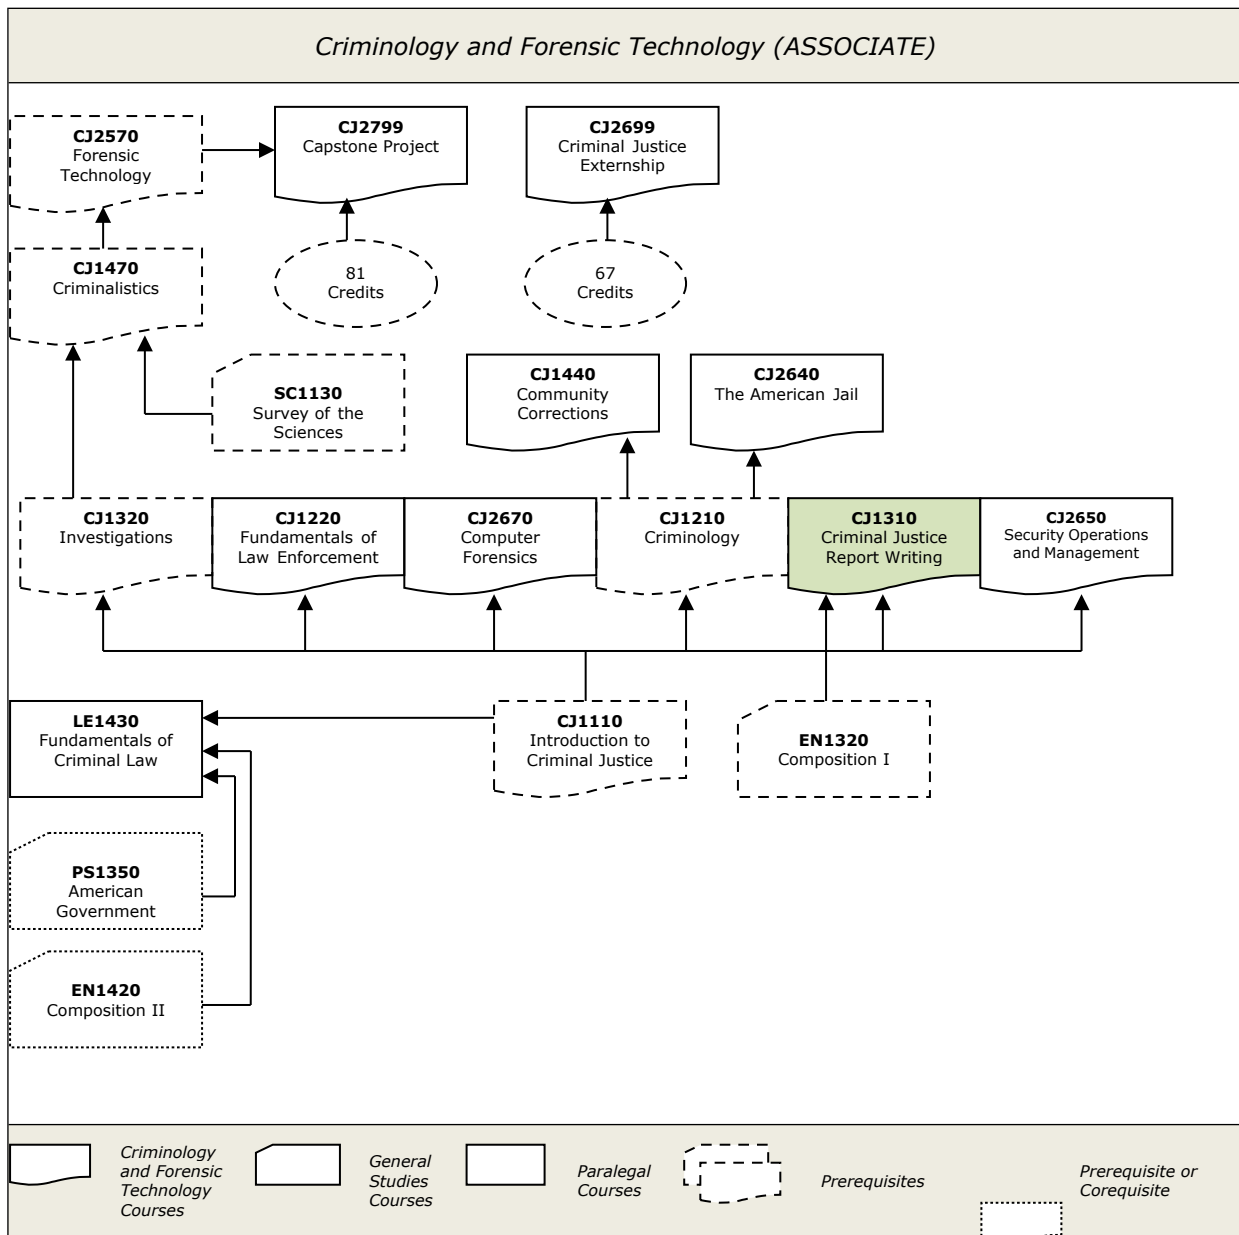 Criminology and Forensic Technology (ASSOCIATE)
CJ2570
Forensic
Technology
CJ2799
Capstone Project
CJ2699
Criminal Justice
Externship
CJ1470
Criminalistics
81
Credits
67
Credits
SC1130
Survey of the
Sciences
CJ1440
Community
Corrections
CJ2640
The American Jail
CJ1320
Investigations
CJ1220
Fundamentals of
Law Enforcement
CJ2670
Computer
Forensics
CJ1210
Criminology
CJ1310
Criminal Justice
Report Writing
CJ2650
Security Operations
and Management
LE1430
Fundamentals of
Criminal Law
CJ1110
Introduction to
Criminal Justice
EN1320
Composition I
PS1350
American
Government
EN1420
Composition II
Criminology
and Forensic
Technology
Courses
General
Studies
Courses
Paralegal
Courses
Prerequisites
Prerequisite or
Corequisite